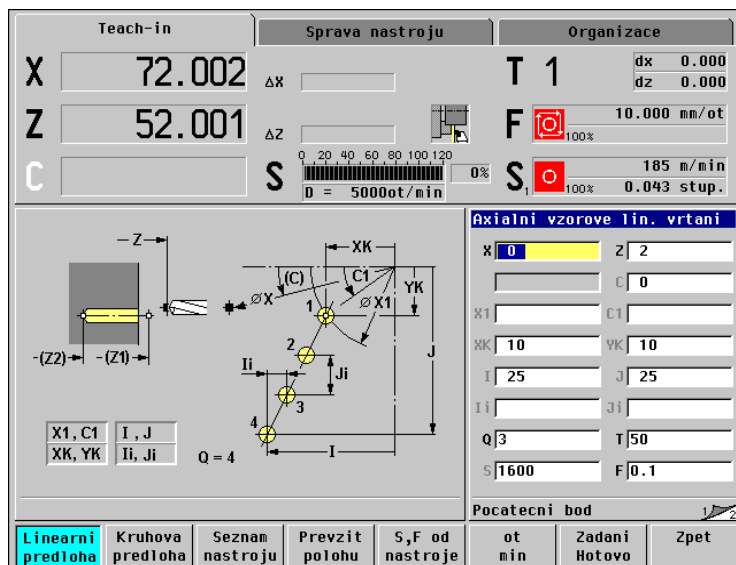 Teach-in
Sprava nastroju
Organizace
X 72.002 ΔX
T 1 dx 0.000
dz 0.000
Z 52.001 ΔZ
F 100% 10.000 mm/ot
C
S 0 20 40 60 80 100 120
0%
D = 5000ot/min
S1 100% 185 m/min
0.043 stup.
Z
XK
(C) C1
YK
ØX ØX1
1
2
3
4
Ii
Ji
J
I
-(Z2) -(Z1)
X1, C1 I , J
XK, YK Ii, Ji
Q = 4
Axialni vzorove lin. vrtani
X 0 Z 2
C 0
X1 C1
XK 10 YK 10
I 25 J 25
Ii Ji
Q 3 T 50
S 1600 F 0.1
Pocatecni bod 1/2
Linearni predloha
Kruhova predloha
Seznam nastroju
Prevzit polohu
S,F od nastroje
ot min
Zadani Hotovo
Zpet